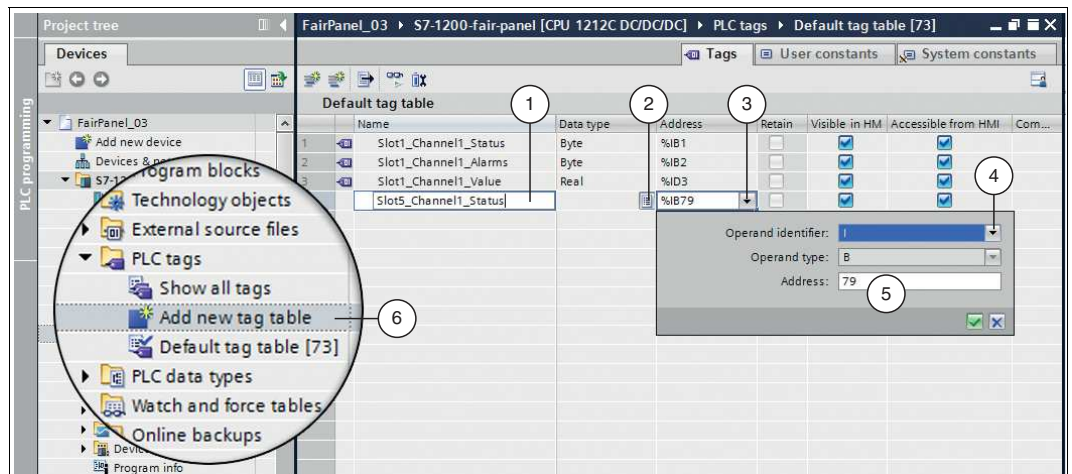 Project tree
FairPanel_03 ▸ S7-1200-fair-panel [CPU 1212C DC/DC/DC] ▸ PLC tags ▸ Default tag table [73]
Devices
Tags
User constants
System constants
PLC programming
Default tag table
1
2
3
Name Data type Address Retain Visible in HM Accessible from HMI Com...
FairPanel_03
Add new device
Devices &
S7-12
1 Slot1_Channel1_Status Byte %IB1
2 Slot1_Channel1_Alarms Byte %IB2
3 Slot1_Channel1_Value Real %ID3
Slot5_Channel1_Status %IB79
4
Operand identifier: I
Operand type: B
Address: 79
5
rogram blocks
Technology objects
External source files
PLC tags
Show all tags
Add new tag table
6
Default tag table [73]
PLC data types
Watch and force tables
Online backups
Devic
Program info